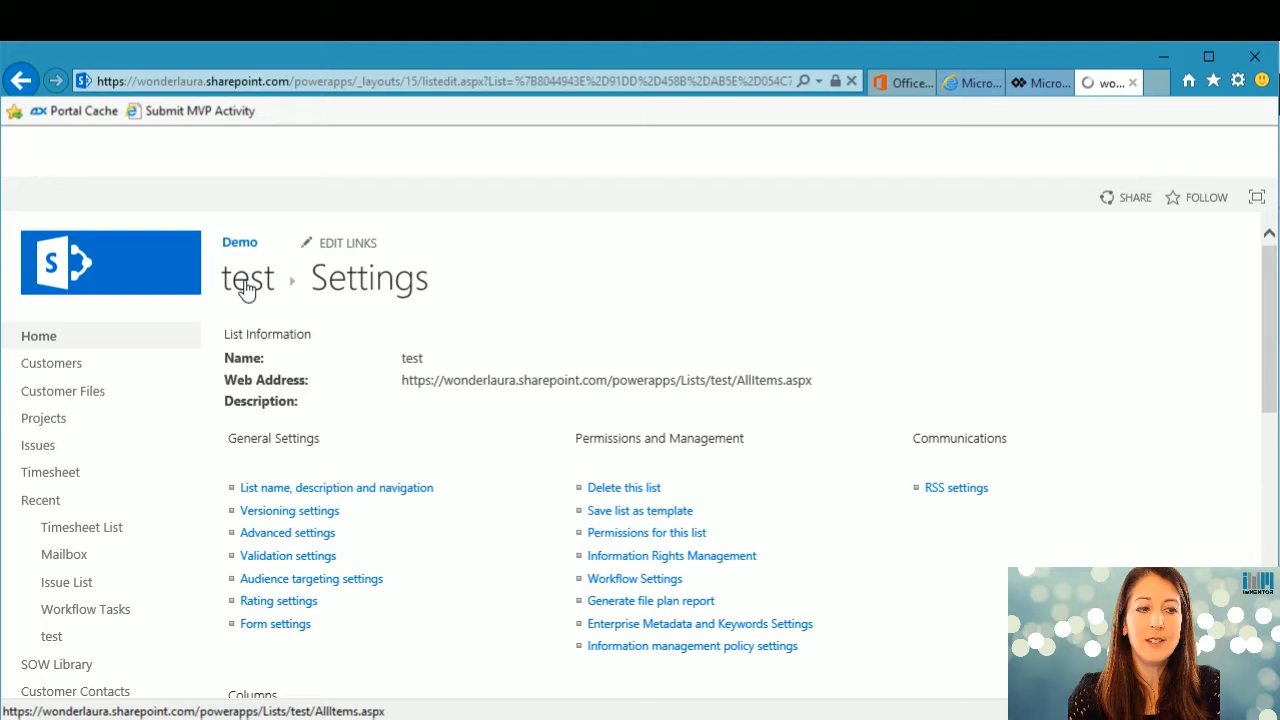 https://wonderlaura.sharepoint.com/powerapps/_layouts/15/listedit.aspx?List=%7B8044943E%2D91DD%2D458B%2DAB5E%2D054C7
Office...
Micro...
Micro...
wo...
Portal Cache
Submit MVP Activity
SHARE
FOLLOW
S
Demo
EDIT LINKS
test
Settings
Home
Customers
Customer Files
Projects
Issues
Timesheet
Recent
Timesheet List
Mailbox
Issue List
Workflow Tasks
test
SOW Library
Customer Contacts
List Information
Name: test
Web Address: https://wonderlaura.sharepoint.com/powerapps/Lists/test/AllItems.aspx
Description:
General Settings
List name, description and navigation
Versioning settings
Advanced settings
Validation settings
Audience targeting settings
Rating settings
Form settings
Permissions and Management
Delete this list
Save list as template
Permissions for this list
Information Rights Management
Workflow Settings
Generate file plan report
Enterprise Metadata and Keywords Settings
Information management policy settings
Communications
RSS settings
Columns
https://wonderlaura.sharepoint.com/powerapps/Lists/test/AllItems.aspx